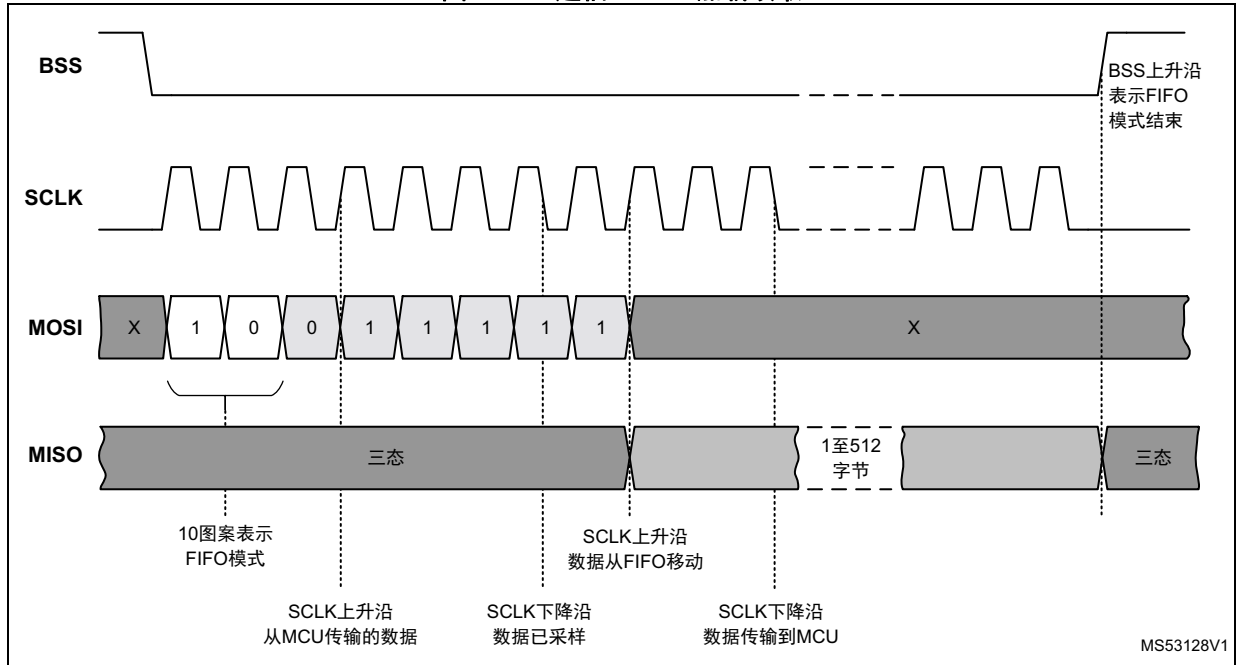 BSS
BSS上升沿
表示FIFO
模式结束
SCLK
MOSI
X
1
0
0
1
1
1
1
1
X
MISO
三态
1至512
字节
三态
10图案表示
FIFO模式
SCLK上升沿
数据从FIFO移动
SCLK上升沿
从MCU传输的数据
SCLK下降沿
数据已采样
SCLK下降沿
数据传输到MCU
MS53128V1